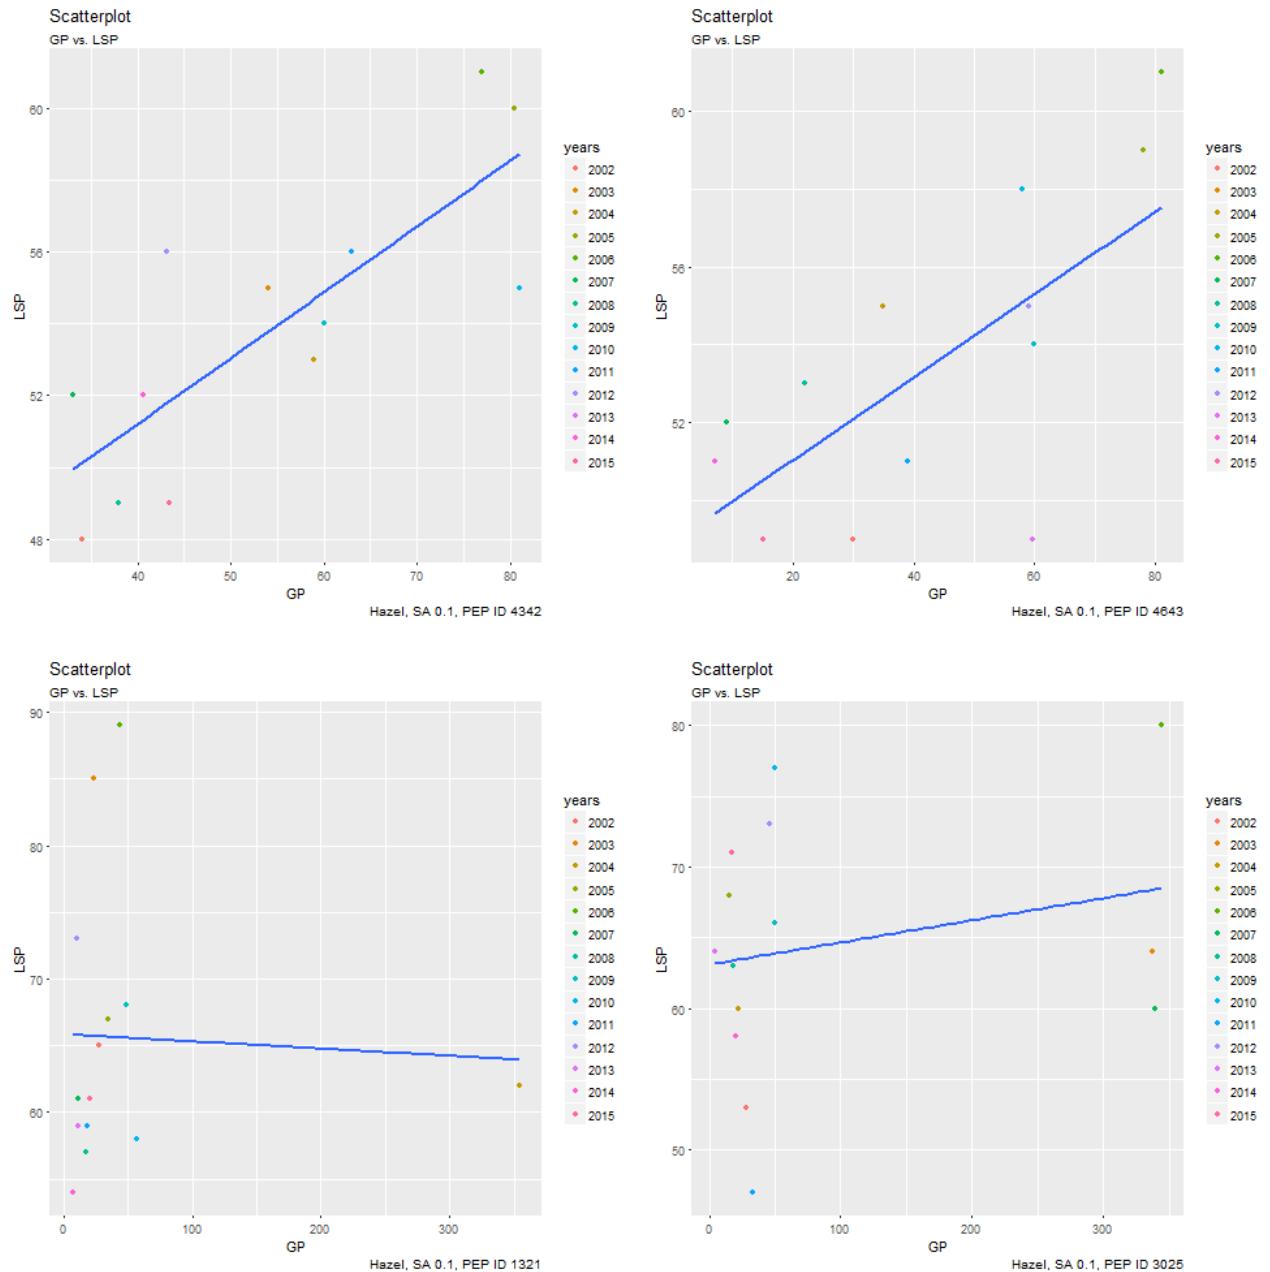 Scatterplot
GP vs. LSP
60
56
52
48
LSP
40 50 60 70 80
GP
years
2002
2003
2004
2005
2006
2007
2008
2009
2010
2011
2012
2013
2014
2015
Hazel, SA 0.1, PEP ID 4342
Scatterplot
GP vs. LSP
60
56
52
LSP
20 40 60 80
GP
years
2002
2003
2004
2005
2006
2007
2008
2009
2010
2011
2012
2013
2014
2015
Hazel, SA 0.1, PEP ID 4643
Scatterplot
GP vs. LSP
90
80
70
60
LSP
0 100 200 300
GP
years
2002
2003
2004
2005
2006
2007
2008
2009
2010
2011
2012
2013
2014
2015
Hazel, SA 0.1, PEP ID 1321
Scatterplot
GP vs. LSP
80
70
60
50
LSP
0 100 200 300
GP
years
2002
2003
2004
2005
2006
2007
2008
2009
2010
2011
2012
2013
2014
2015
Hazel, SA 0.1, PEP ID 3025